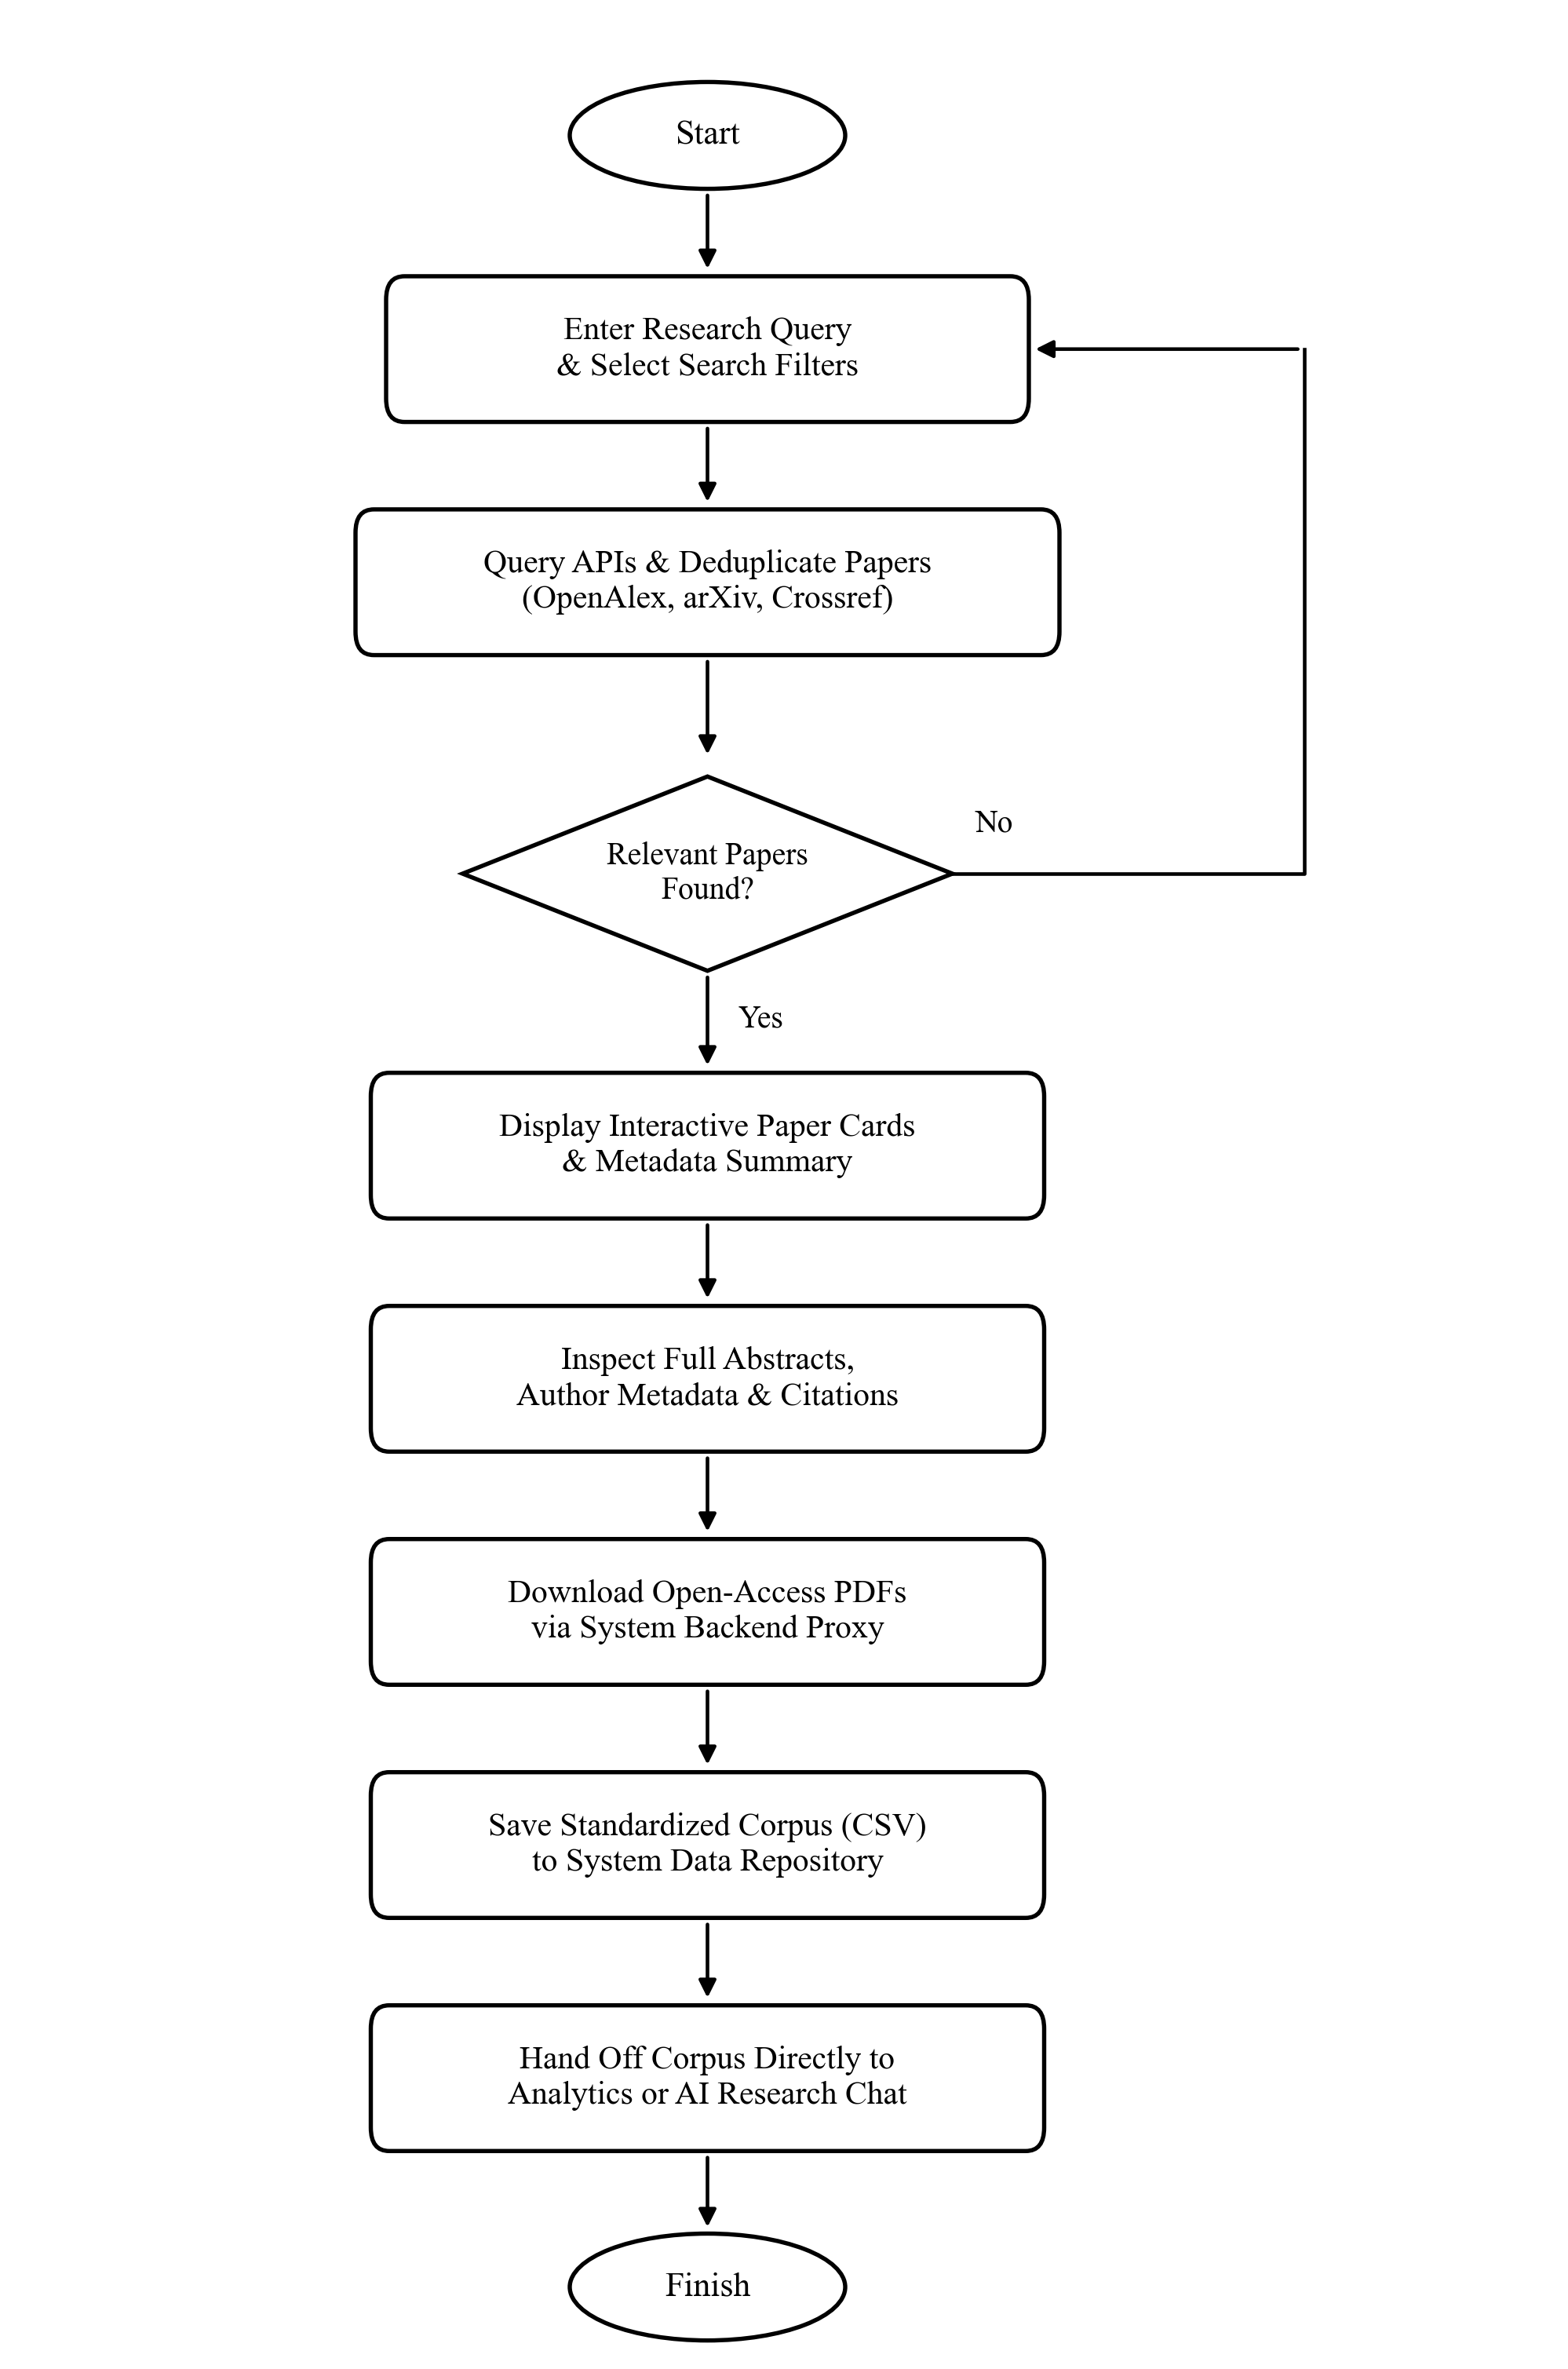 Start
Enter Research Query
& Select Search Filters
Query APIs & Deduplicate Papers
(OpenAlex, arXiv, Crossref)
Relevant Papers
Found?
No
Yes
Display Interactive Paper Cards
& Metadata Summary
Inspect Full Abstracts,
Author Metadata & Citations
Download Open-Access PDFs
via System Backend Proxy
Save Standardized Corpus (CSV)
to System Data Repository
Hand Off Corpus Directly to
Analytics or AI Research Chat
Finish